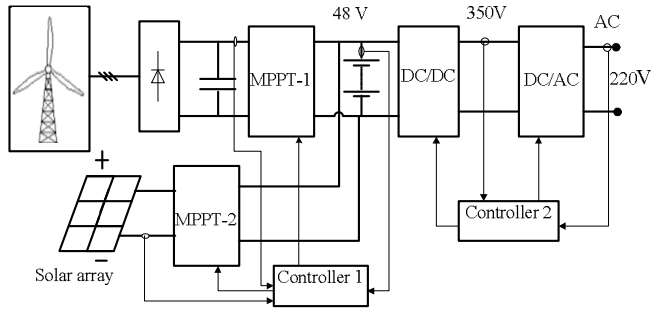 48 V
350V
AC
MPPT-1
DC/DC
DC/AC
220V
+
MPPT-2
Controller 2
−
Solar array
Controller 1